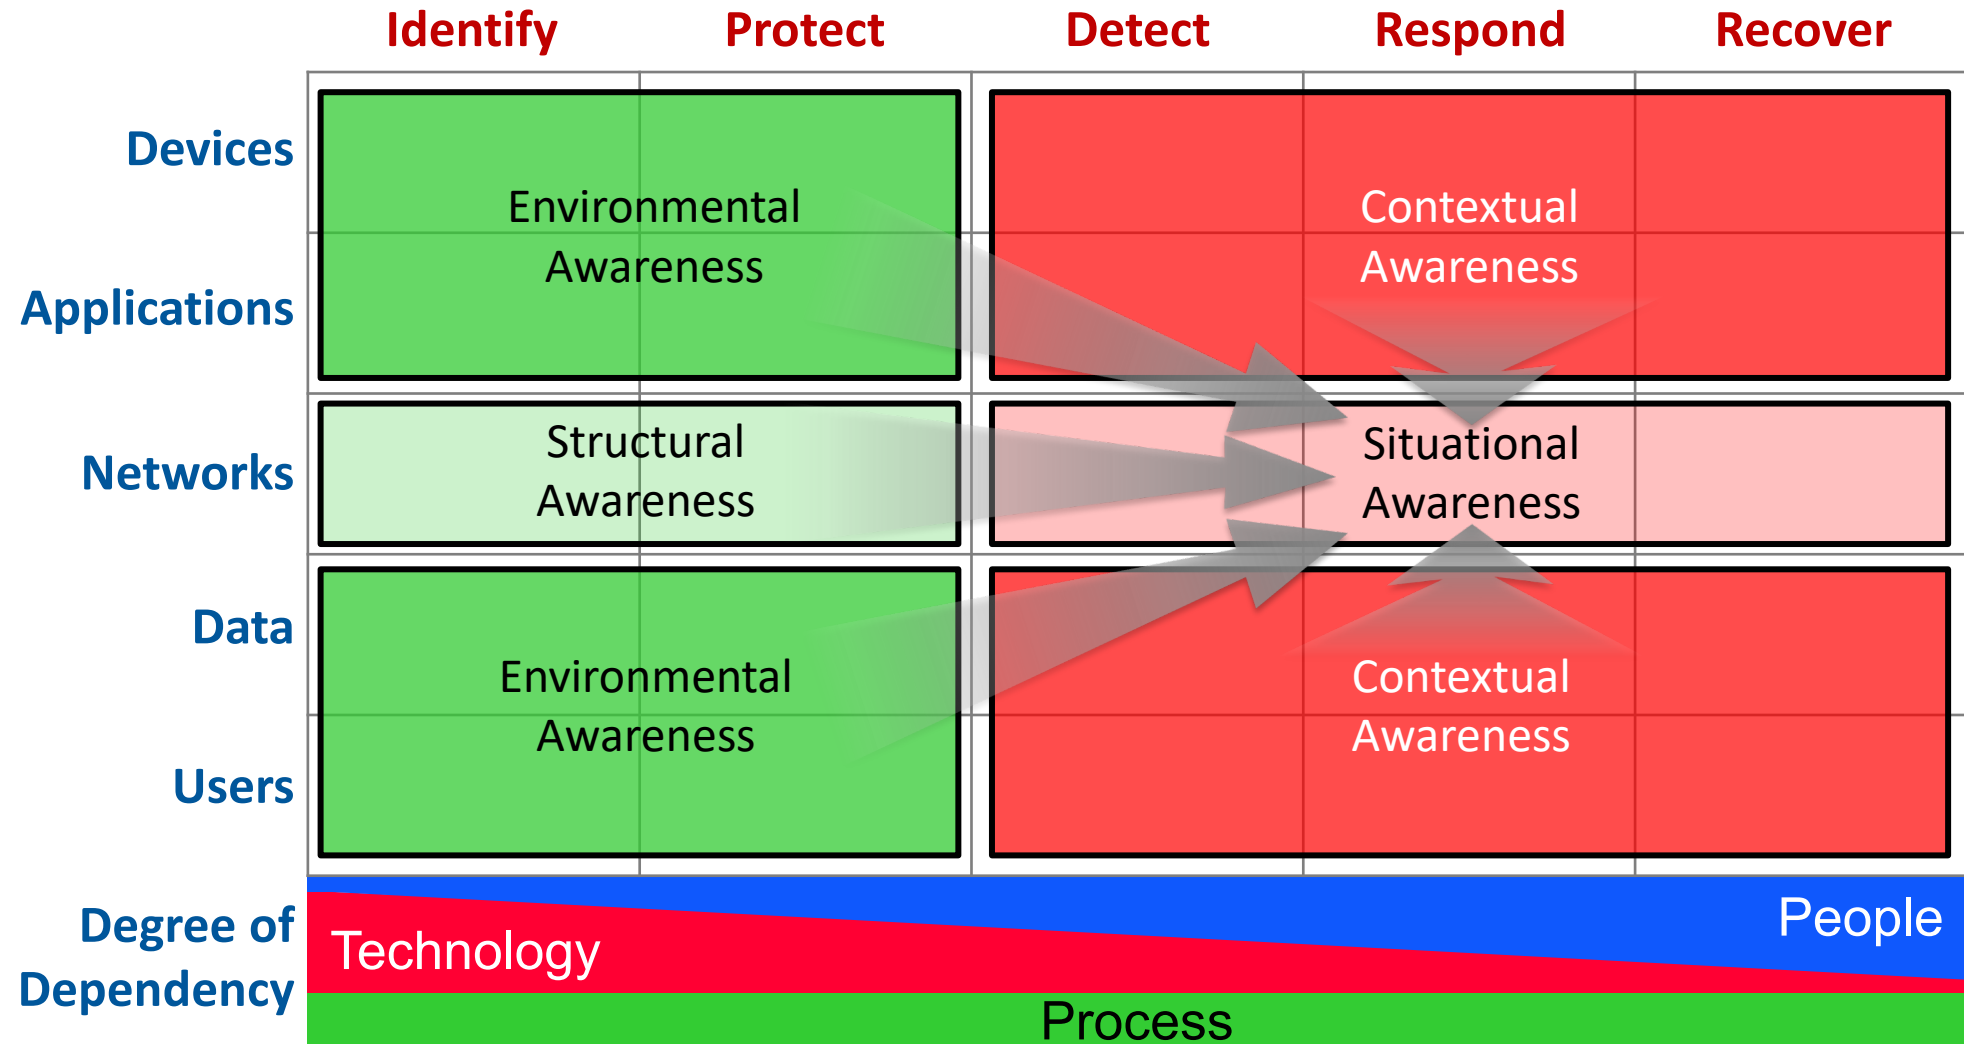 Identify Protect Detect Respond Recover
Devices
Applications
Networks
Data
Users
Degree of
Dependency
Environmental
Awareness
Contextual
Awareness
Structural
Awareness
Situational
Awareness
Environmental
Awareness
Contextual
Awareness
Technology
People
Process